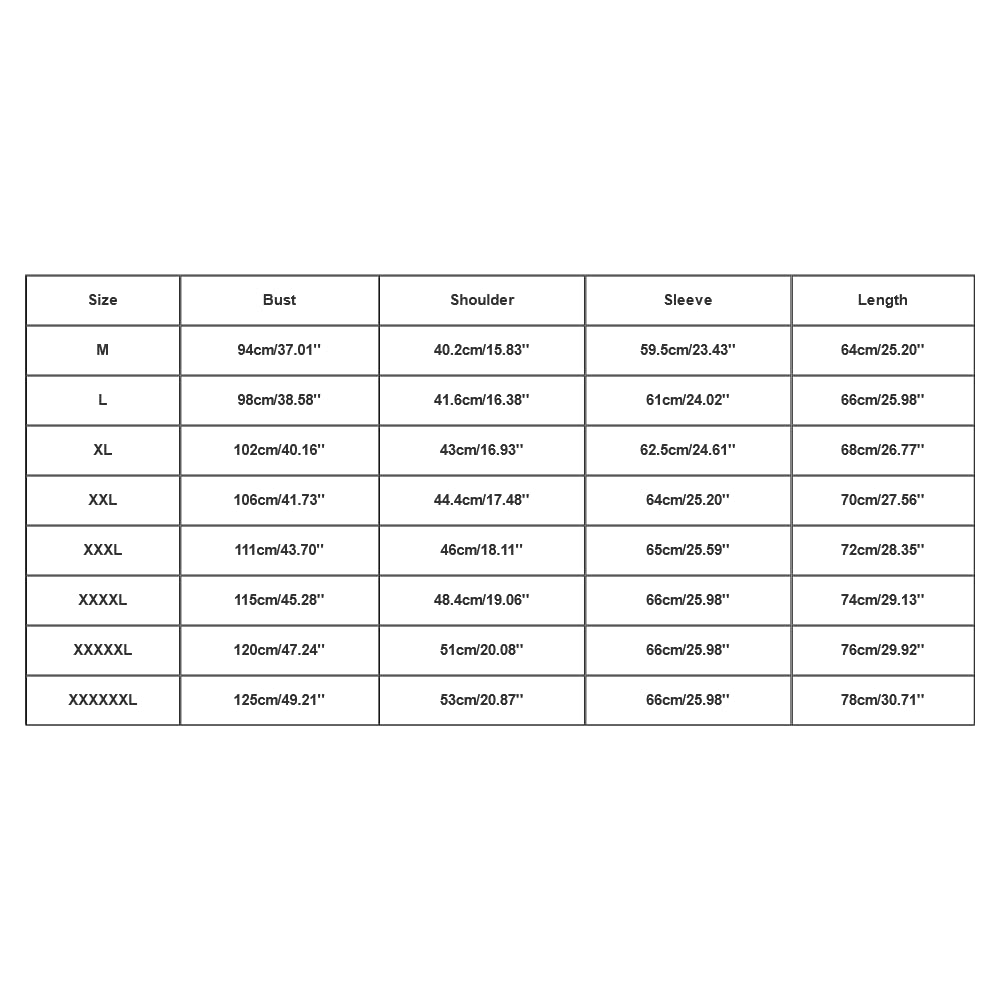 Size Bust Shoulder Sleeve Length
M 94cm/37.01'' 40.2cm/15.83'' 59.5cm/23.43'' 64cm/25.20''
L 98cm/38.58'' 41.6cm/16.38'' 61cm/24.02'' 66cm/25.98''
XL 102cm/40.16'' 43cm/16.93'' 62.5cm/24.61'' 68cm/26.77''
XXL 106cm/41.73'' 44.4cm/17.48'' 64cm/25.20'' 70cm/27.56''
XXXL 111cm/43.70'' 46cm/18.11'' 65cm/25.59'' 72cm/28.35''
XXXXL 115cm/45.28'' 48.4cm/19.06'' 66cm/25.98'' 74cm/29.13''
XXXXXL 120cm/47.24'' 51cm/20.08'' 66cm/25.98'' 76cm/29.92''
XXXXXXL 125cm/49.21'' 53cm/20.87'' 66cm/25.98'' 78cm/30.71''